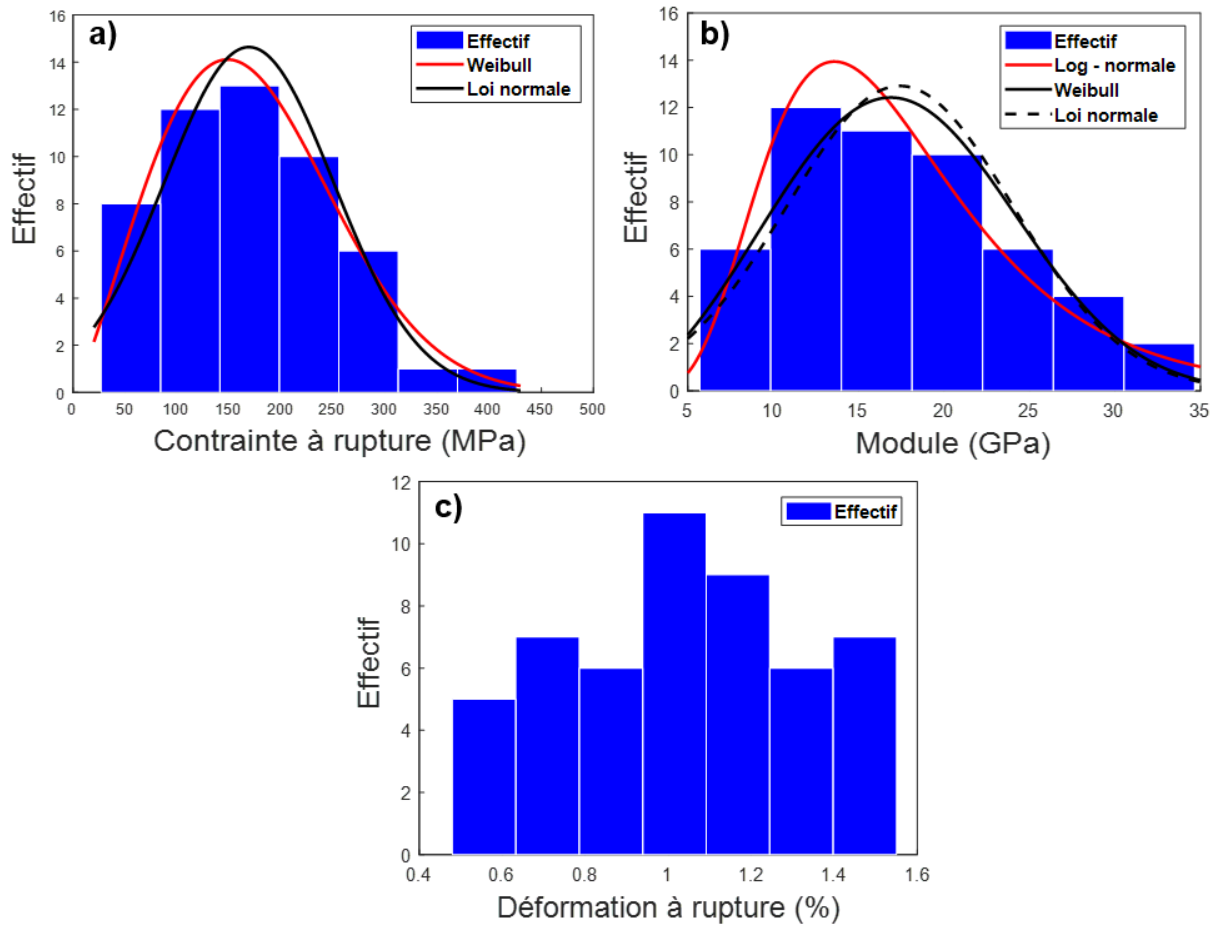 a)
16
14
12
10
8
6
4
2
0
Effectif
Effectif
Weibull
Loi normale
0 50 100 150 200 250 300 350 400 450 500
Contrainte à rupture (MPa)
b)
16
14
12
10
8
6
4
2
0
Effectif
Effectif
Log - normale
Weibull
Loi normale
5 10 15 20 25 30 35
Module (GPa)
c)
12
10
8
6
4
2
0
Effectif
Effectif
0.4 0.6 0.8 1 1.2 1.4 1.6
Déformation à rupture (%)